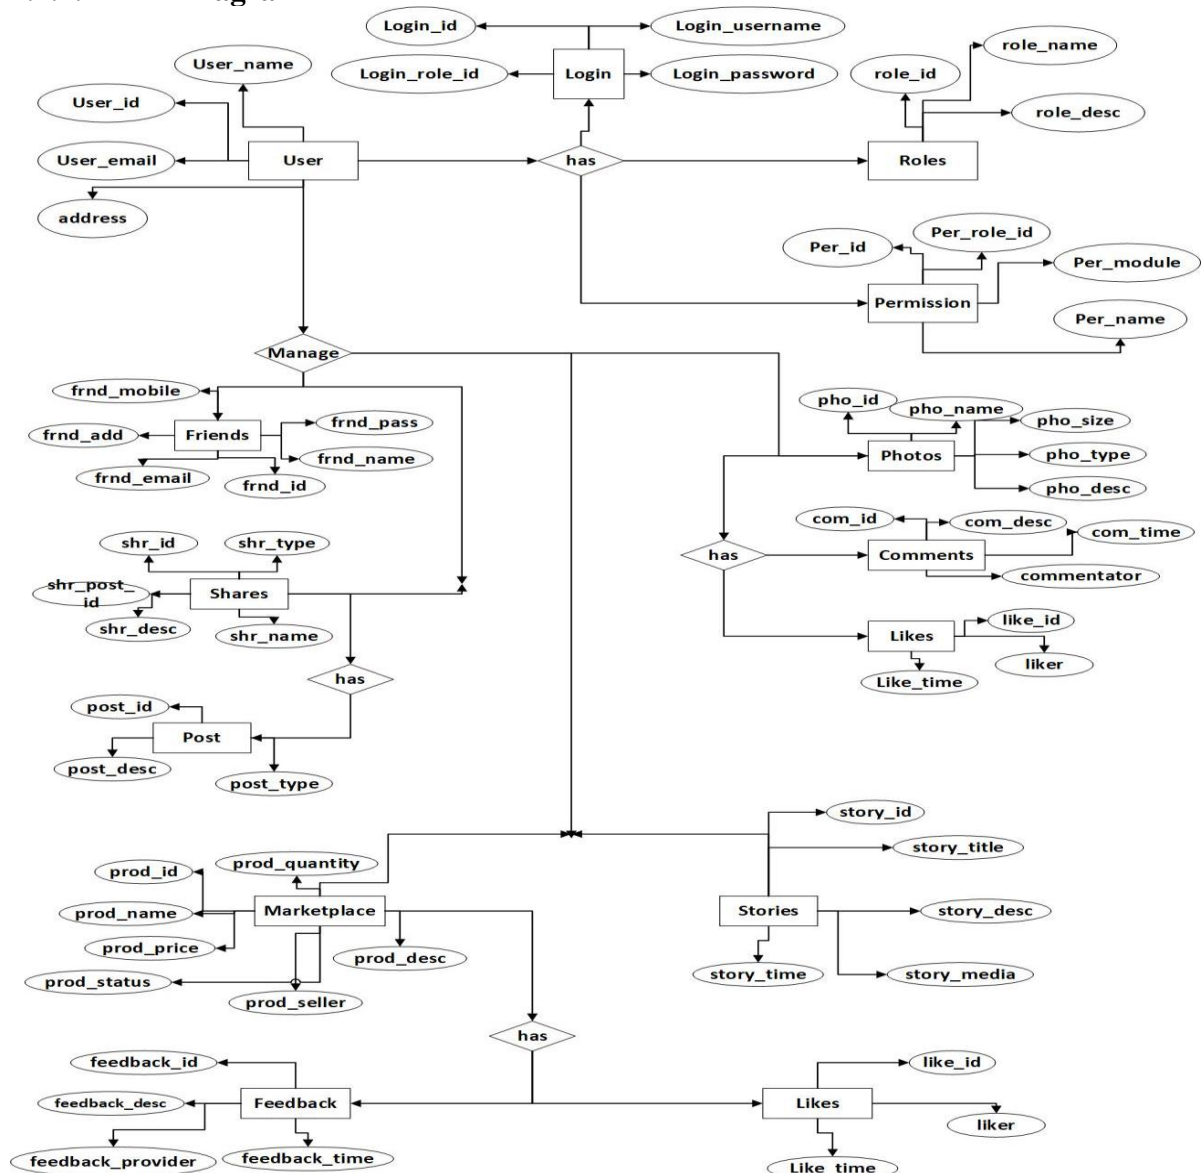 Login_id
Login_username
Login
Login_role_id
Login_password
User_name
User_id
User_email
address
User
has
Roles
role_id
role_name
role_desc
Per_id
Per_role_id
Per_module
Permission
Per_name
Manage
frnd_mobile
frnd_add
Friends
frnd_pass
frnd_name
frnd_email
frnd_id
pho_id
pho_name
pho_size
Photos
pho_type
pho_desc
com_id
com_desc
com_time
has
Comments
commentator
like_id
Likes
liker
Like_time
shr_id
shr_type
shr_post_
id
Shares
shr_desc
shr_name
has
post_id
Post
post_desc
post_type
story_id
story_title
Stories
story_desc
story_time
story_media
prod_quantity
prod_id
prod_name
Marketplace
prod_price
prod_desc
prod_status
prod_seller
has
feedback_id
feedback_desc
Feedback
feedback_provider
feedback_time
like_id
Likes
liker
Like_time